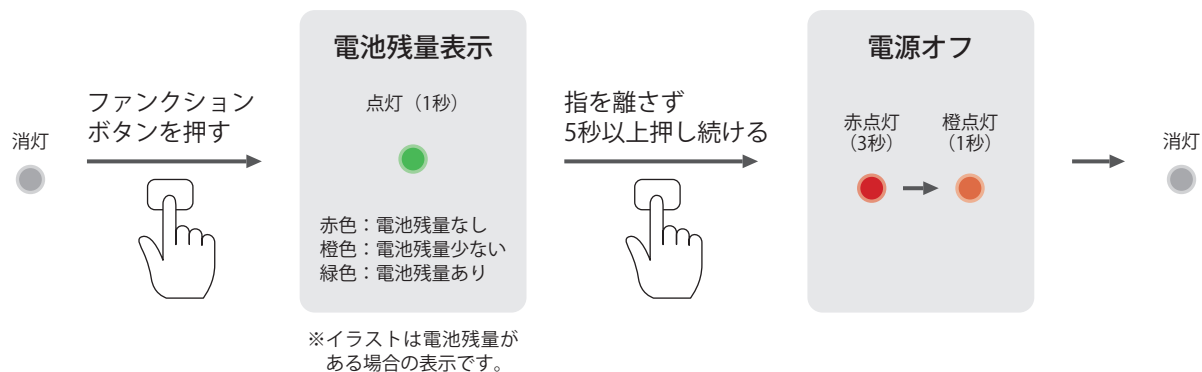 消灯
ファンクション
ボタンを押す
電池残量表示
点灯（1秒）
赤色：電池残量なし
橙色：電池残量少ない
緑色：電池残量あり
※イラストは電池残量が
ある場合の表示です。
指を離さず
5秒以上押し続ける
電源オフ
赤点灯
（3秒）
橙点灯
（1秒）
消灯